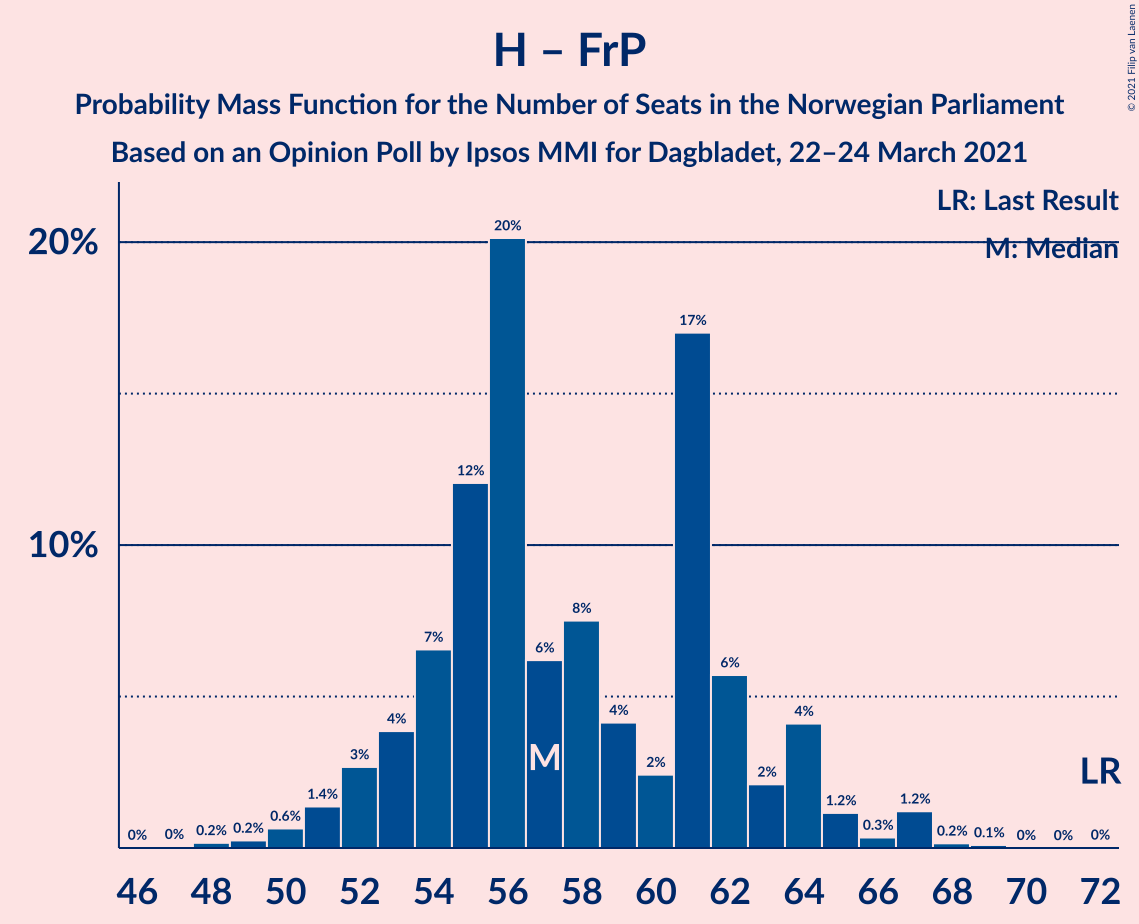 H – FrP
Probability Mass Function for the Number of Seats in the Norwegian Parliament
Based on an Opinion Poll by Ipsos MMI for Dagbladet, 22–24 March 2021
© 2021 Filip van Laenen
LR: Last Result
M: Median
20%
10%
0% 0% 0.2% 0.2% 0.6% 1.4% 3% 4% 7% 12% 20% 6% 8% 4% 2% 17% 6% 2% 4% 1.2% 0.3% 1.2% 0.2% 0.1% 0% 0% 0%
M
LR
46 48 50 52 54 56 58 60 62 64 66 68 70 72